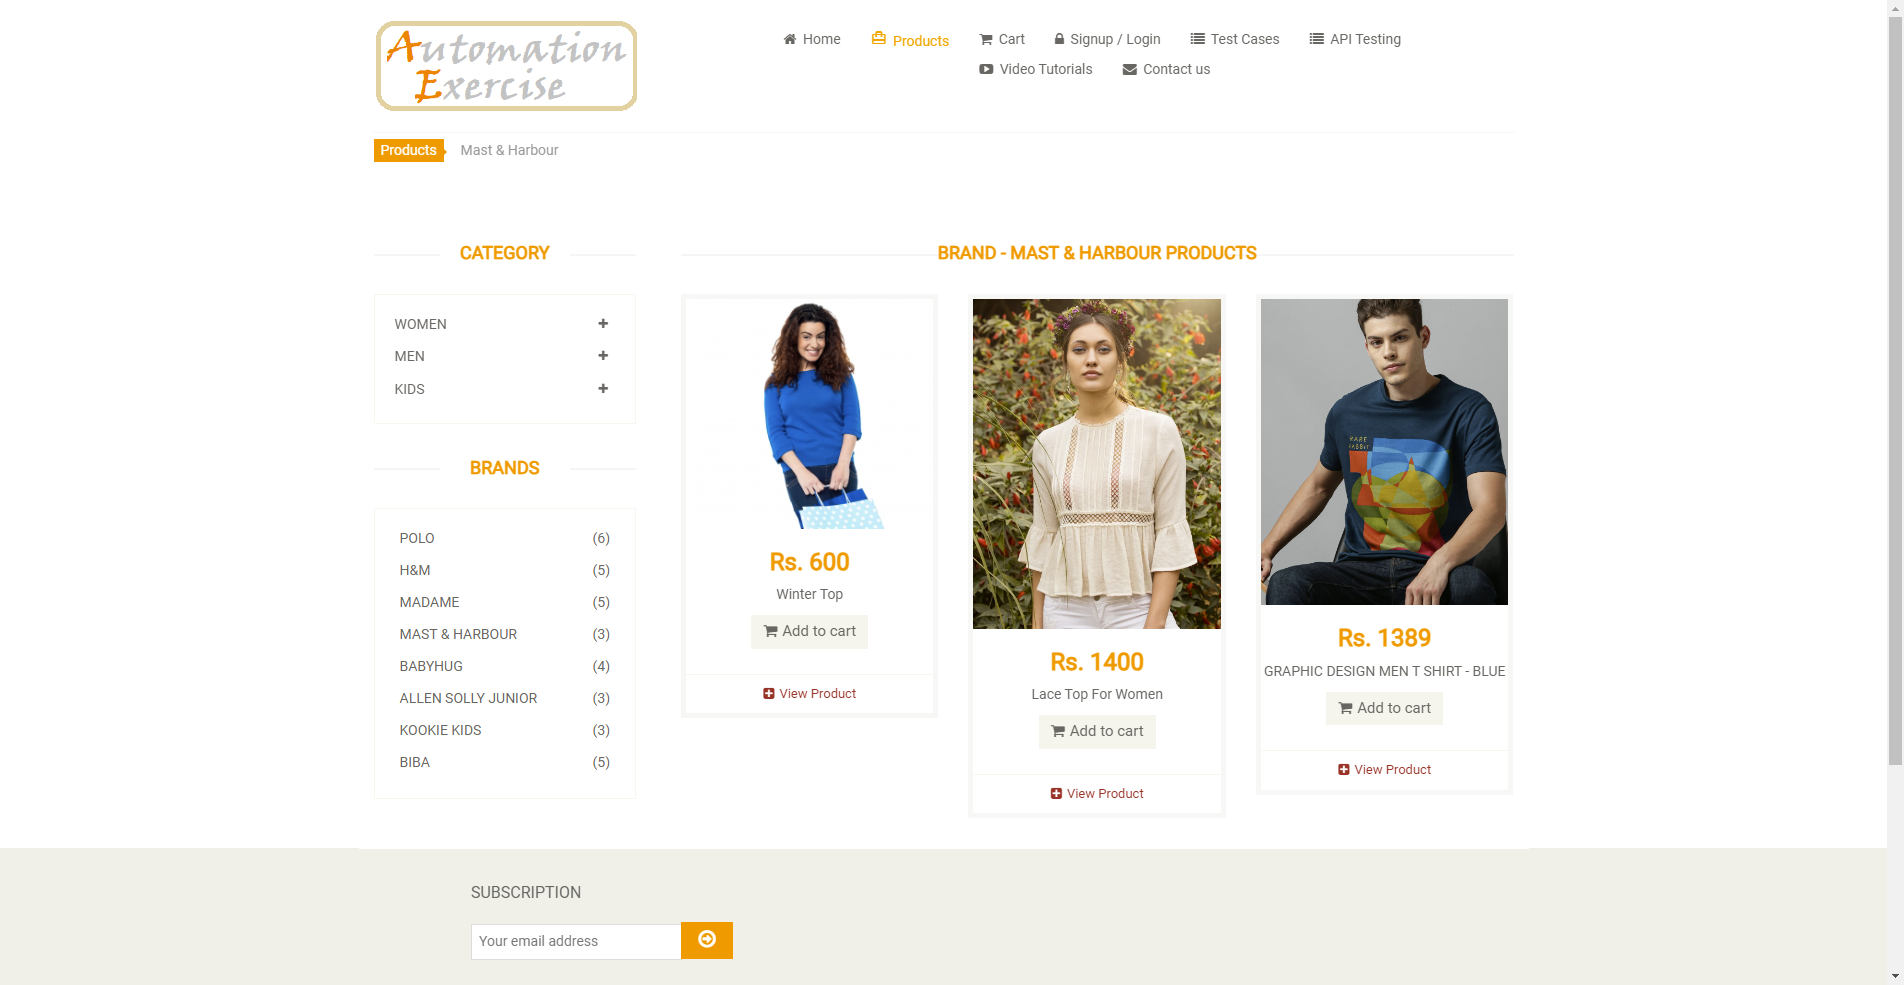 Automation
Exercise
Home
Products
Cart
Signup / Login
Test Cases
API Testing
Video Tutorials
Contact us
Products
Mast & Harbour
CATEGORY
WOMEN
MEN
KIDS
BRANDS
POLO (6)
H&M (5)
MADAME (5)
MAST & HARBOUR (3)
BABYHUG (4)
ALLEN SOLLY JUNIOR (3)
KOOKIE KIDS (3)
BIBA (5)
BRAND - MAST & HARBOUR PRODUCTS
Rs. 600
Winter Top
Add to cart
View Product
Rs. 1400
Lace Top For Women
Add to cart
View Product
RARE
RABBIT
Rs. 1389
GRAPHIC DESIGN MEN T SHIRT - BLUE
Add to cart
View Product
SUBSCRIPTION
Your email address